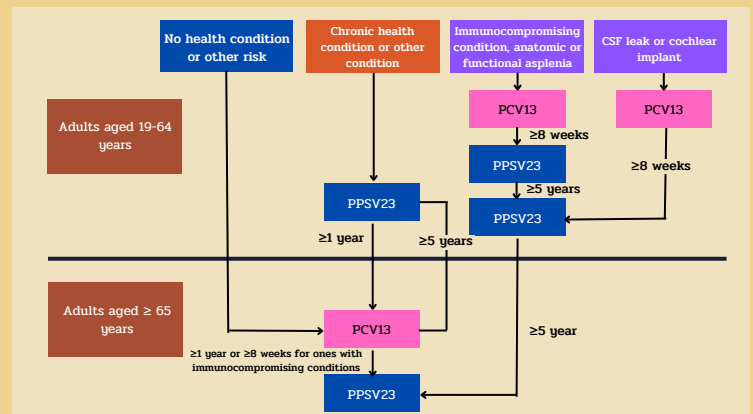 No health condition
or other risk
Chronic health
condition or other
condition
Immunocompromising
condition, anatomic or
functional asplenia
CSF leak or cochlear
implant
Adults aged 19-64
years
PCV13
PCV13
≥8 weeks
PPSV23
≥8 weeks
≥5 years
PPSV23
PPSV23
≥1 year
≥5 years
Adults aged ≥ 65
years
PCV13
≥5 year
≥1 year or ≥8 weeks for ones with
immunocompromising conditions
PPSV23